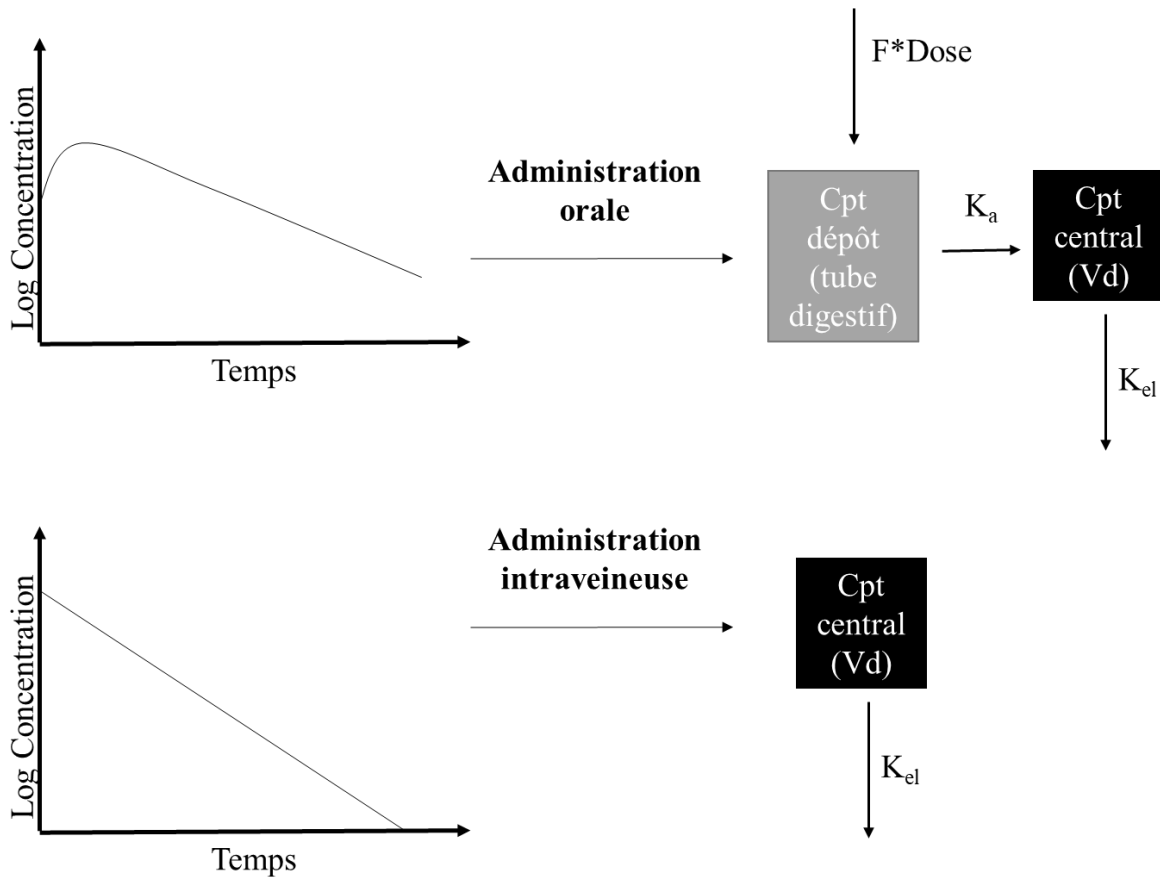 Log Concentration
Temps
Administration
orale
F*Dose
Cpt
dépôt
(tube
digestif)
Ka
Cpt
central
(Vd)
Kel
Log Concentration
Temps
Administration
intraveineuse
Cpt
central
(Vd)
Kel